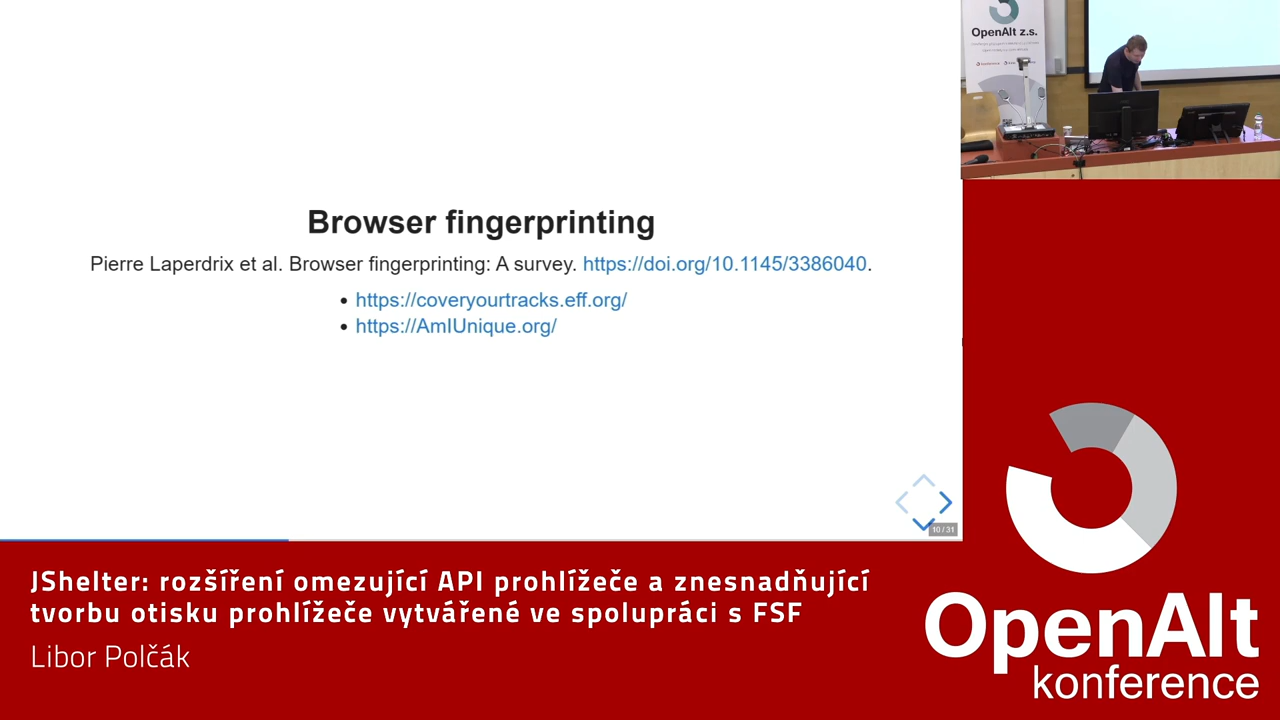 Browser fingerprinting
Pierre Laperdrix et al. Browser fingerprinting: A survey. https://doi.org/10.1145/3386040.
• https://coveryourtracks.eff.org/
• https://AmIUnique.org/
10 / 31
OpenAlt z.s.
JShelter: rozšíření omezující API prohlížeče a znesnadňující
tvorbu otisku prohlížeče vytvářené ve spolupráci s FSF
Libor Polčák
OpenAlt
konference